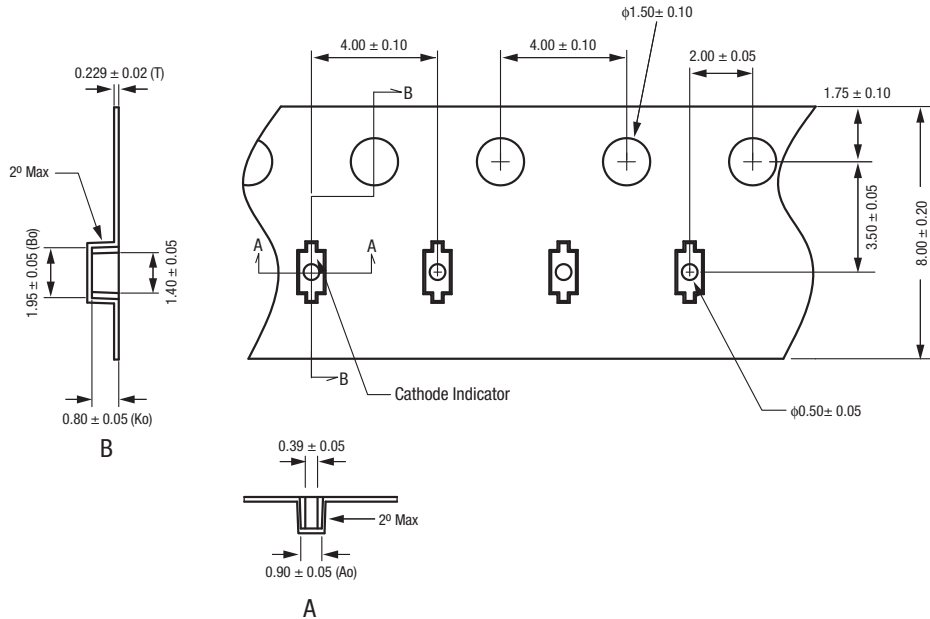 ϕ1.50± 0.10
4.00 ± 0.10
4.00 ± 0.10
2.00 ± 0.05
0.229 ± 0.02 (T)
1.75 ± 0.10
B
2º Max
3.50 ± 0.05
8.00 ± 0.20
A
A
1.95 ± 0.05 (Bo)
1.40 ± 0.05
B
Cathode Indicator
ϕ0.50± 0.05
0.80 ± 0.05 (Ko)
B
0.39 ± 0.05
2º Max
0.90 ± 0.05 (Ao)
A